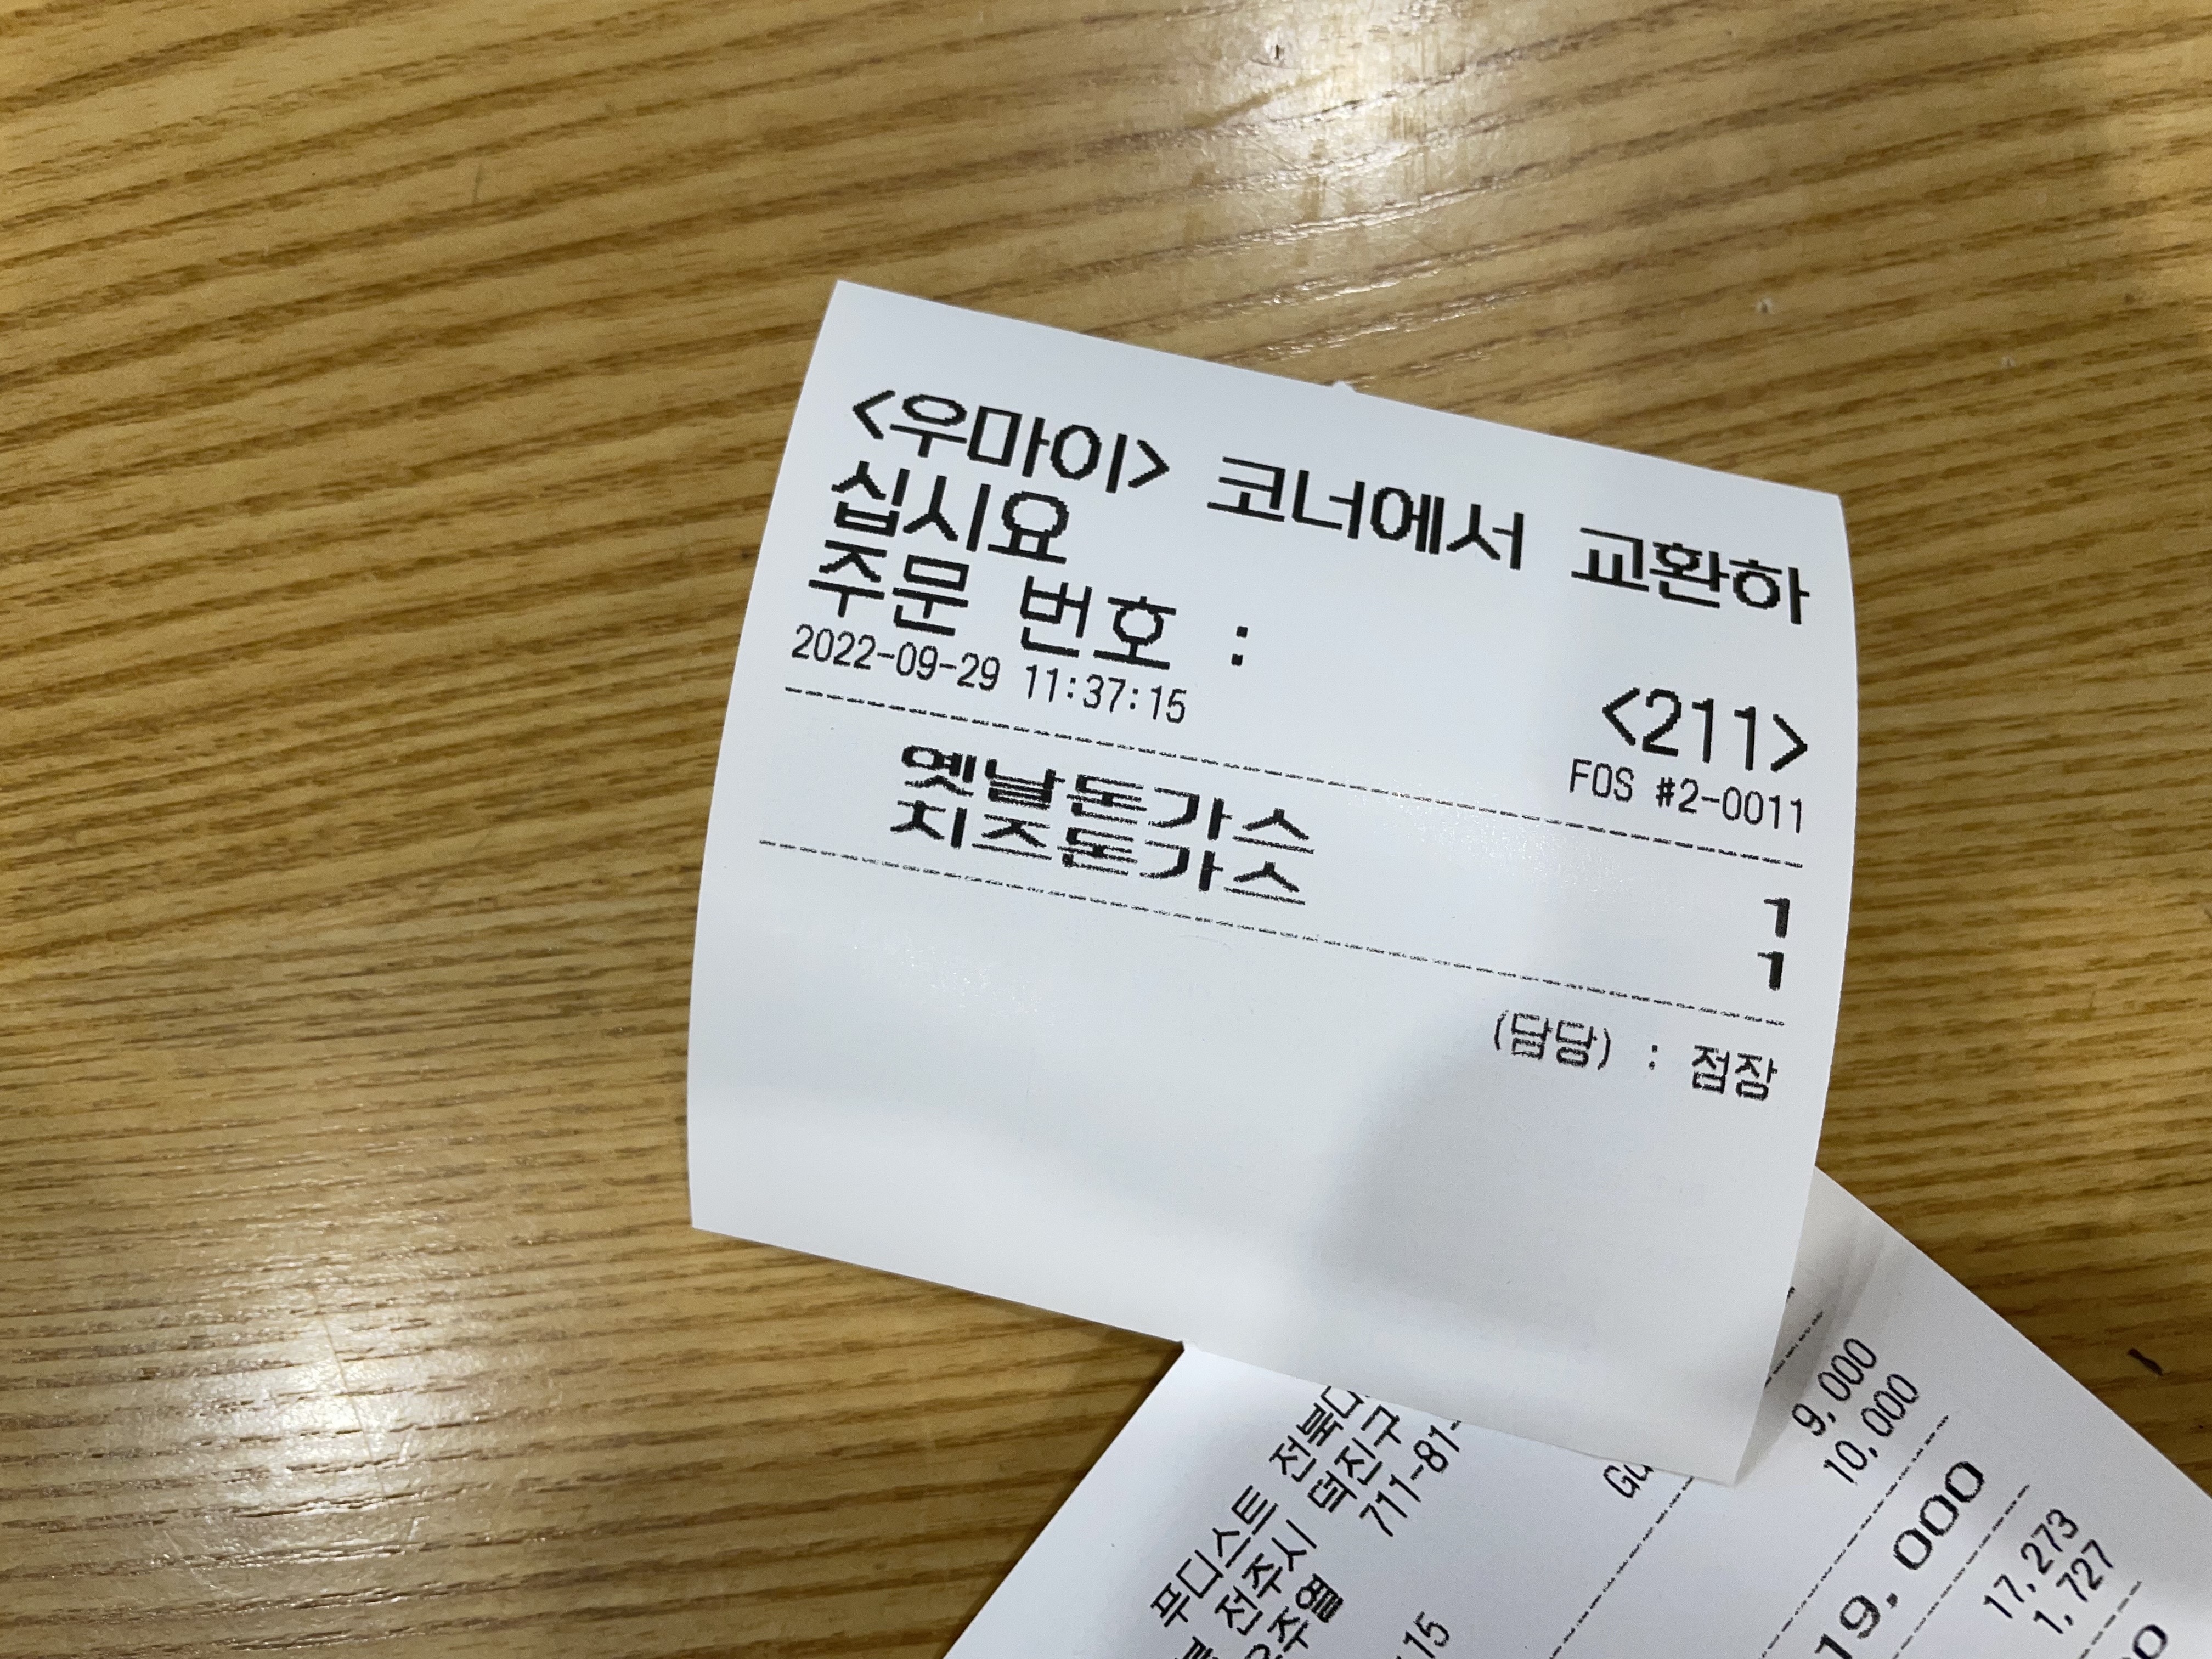 <우마이> 코너에서 교환하
십시요
주문 번호 :
<211>
2022-09-29 11:37:15
FOS #2-0011
옛날돈가스 1
치즈돈가스 1
(담당) : 점장
푸디스트 전북
전주시 덕진구
711-81-
15
9,000
10,000
19,000
17,273
1,727